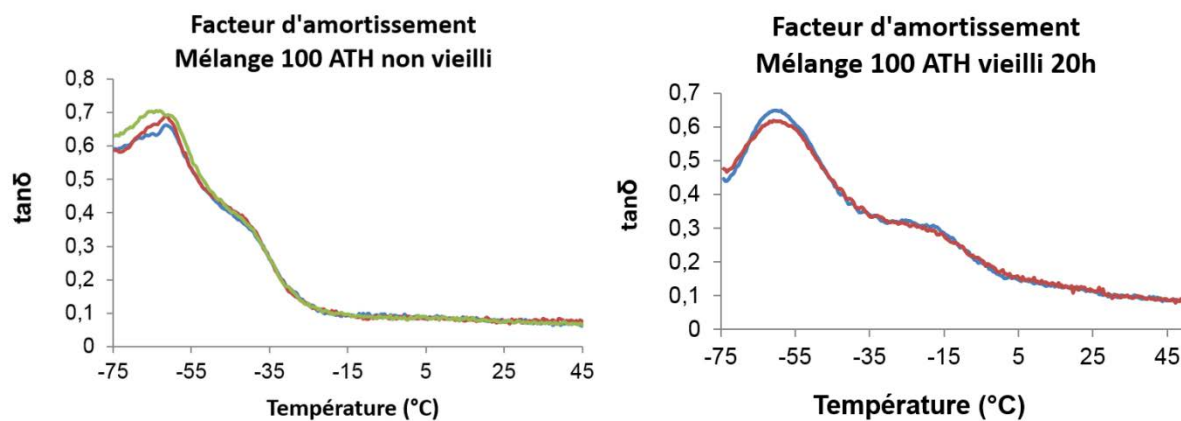 Facteur d'amortissement
Mélange 100 ATH non vieilli
0,8
0,7
0,6
0,5
0,4
0,3
0,2
0,1
0
tanδ
-75 -55 -35 -15 5 25 45
Température (°C)
Facteur d'amortissement
Mélange 100 ATH vieilli 20h
0,7
0,6
0,5
0,4
0,3
0,2
0,1
0
tanδ
-75 -55 -35 -15 5 25 45
Température (°C)